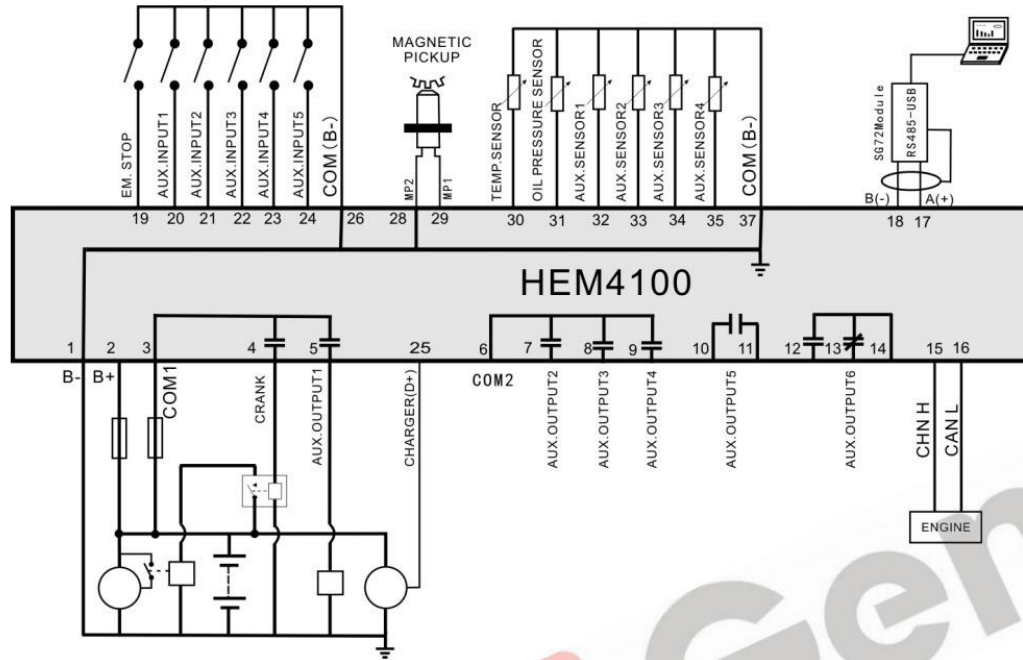 MAGNETIC
PICKUP
EM. STOP
AUX.INPUT1
AUX.INPUT2
AUX.INPUT3
AUX.INPUT4
AUX.INPUT5
COM(B-)
MP2
MP1
TEMP.SENSOR
OIL PRESSURE SENSOR
AUX.SENSOR1
AUX.SENSOR2
AUX.SENSOR3
AUX.SENSOR4
COM(B-)
SG72Module
RS485-USB
B(-) A(+)
19 20 21 22 23 24 26 28 29 30 31 32 33 34 35 37 18 17
HEM4100
1 2 3 4 5 25 6 7 8 9 10 11 12 13 14 15 16
B- B+
COM1
CRANK
AUX.OUTPUT1
CHARGER(D+)
COM2
AUX.OUTPUT2
AUX.OUTPUT3
AUX.OUTPUT4
AUX.OUTPUT5
AUX.OUTPUT6
CHN H
CAN L
ENGINE
Gen